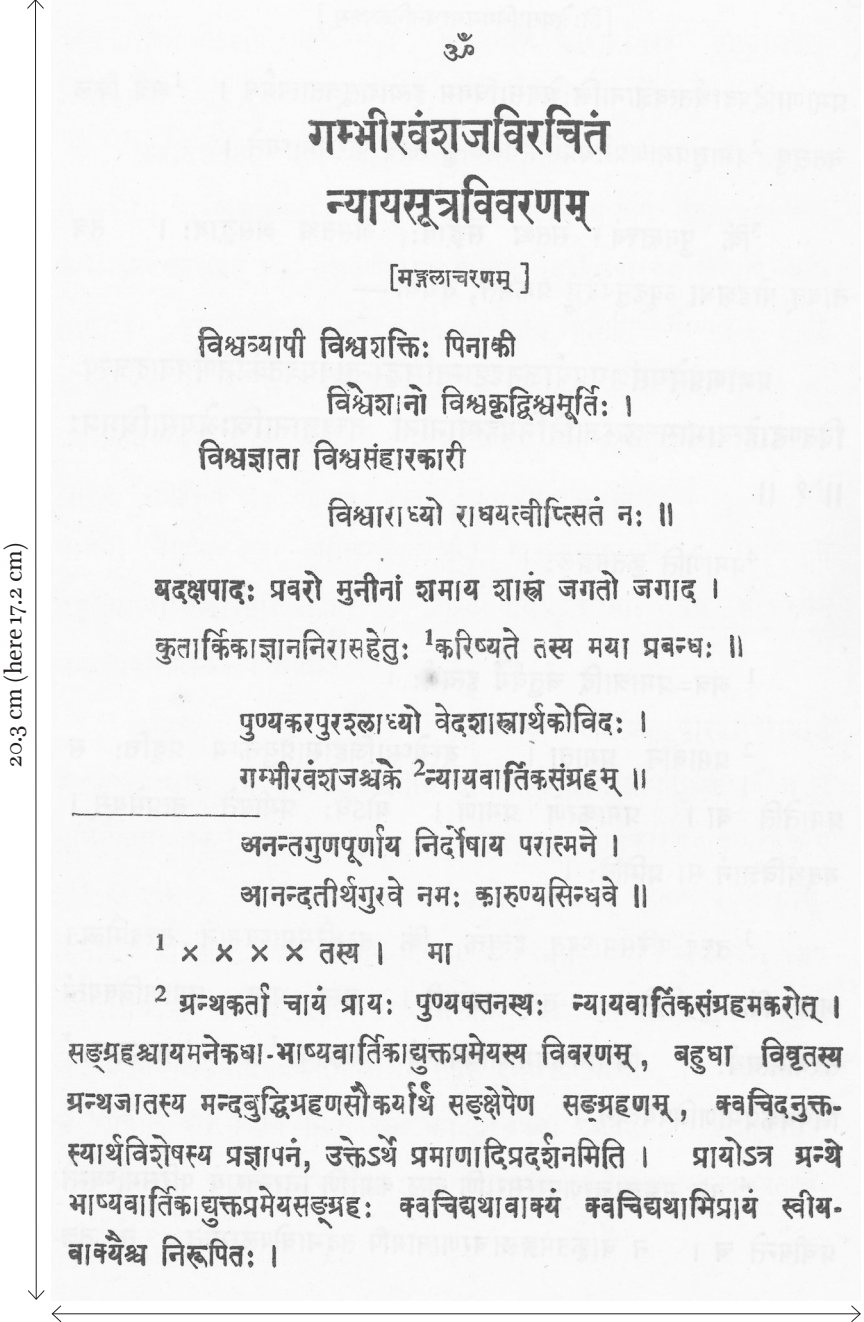 ॐ
गम्भीरवंशजविरचितं
न्यायसूत्रविवरणम्
[मङ्गलाचरणम्]
विश्वव्यापी विश्वशक्तिः पिनाकी
विश्वेशानो विश्वकृद्विश्वमूर्तिः ।
विश्वज्ञाता विश्वसंहारकारी
विश्वाराध्यो राधयत्वीप्सितं नः ॥
यदक्षपादः प्रवरो मुनीनां शमाय शास्त्रं जगतो जगाद ।
कुतार्किकाज्ञाननिरासहेतुः ¹करिष्यते तस्य मया प्रबन्धः ॥
पुण्यकरपुरश्लाध्यो वेदशास्त्रार्थकोविदः ।
गम्भीरवंशजश्चक्रे ²न्यायवार्तिकसंग्रहम् ॥
अनन्तगुणपूर्णाय निर्दोषाय परात्मने ।
आनन्दतीर्थगुरवे नमः कारुण्यसिन्धवे ॥
¹ × × × × तस्य । मा
² ग्रन्थकर्ता चायं प्रायः पुण्यपत्तनस्थः न्यायवार्तिकसंग्रहमकरोत् ।
सङ्ग्रहश्चायमनेकधा-भाष्यवार्तिकाद्युक्तप्रमेयस्य विवरणम्, बहुधा विवृतस्य
ग्रन्थजातस्य मन्दबुद्धिग्रहणसौकर्यार्थं सङ्क्षेपेण सङ्ग्रहणम्, क्वचिदनुक्त-
स्यार्थविशेषस्य प्रज्ञापनं, उक्तेऽर्थे प्रमाणादिप्रदर्शनमिति । प्रायोऽत्र ग्रन्थे
भाष्यवार्तिकाद्युक्तप्रमेयसङ्ग्रहः क्वचिद्यथावाक्यं क्वचिद्यथाभिप्रायं स्वीय-
वाक्यैश्च निरूपितः ।
20.3 cm (here 17.2 cm)